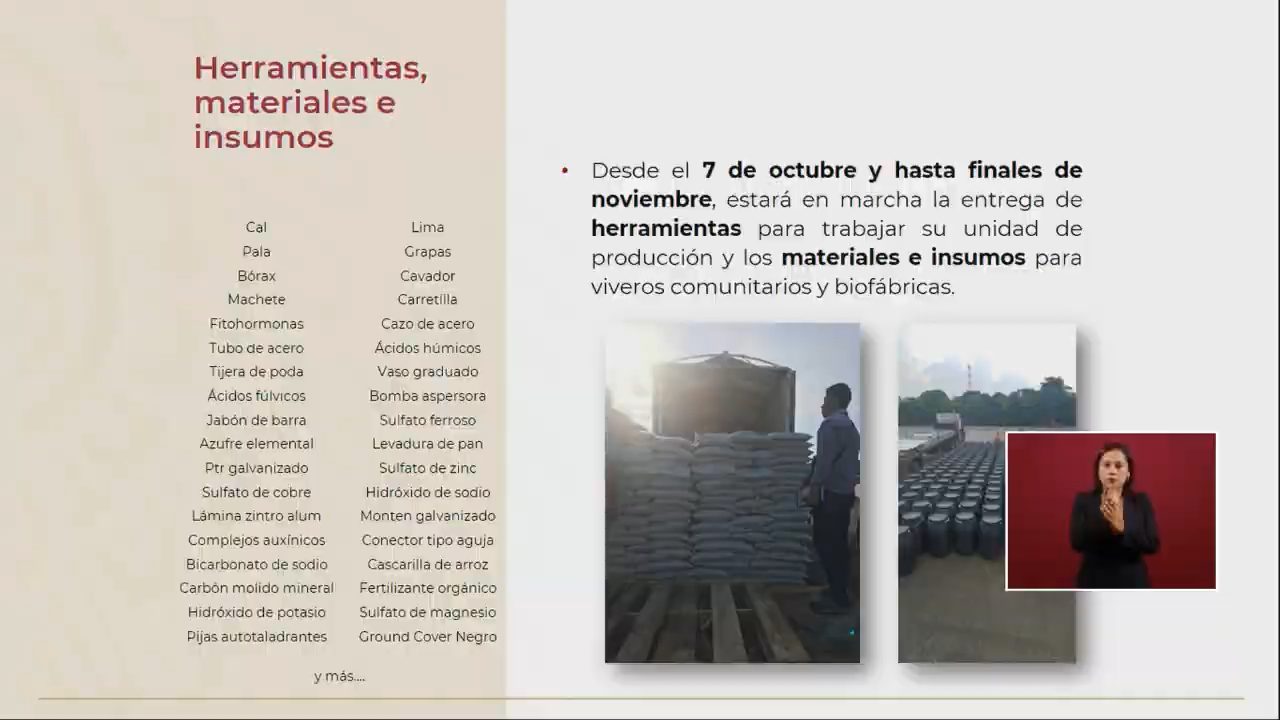 Herramientas,
materiales e
insumos
Cal
Pala
Bórax
Machete
Fitohormonas
Tubo de acero
Tijera de poda
Ácidos fúlvicos
Jabón de barra
Azufre elemental
Ptr galvanizado
Sulfato de cobre
Lámina zintro alum
Complejos auxínicos
Bicarbonato de sodio
Carbón molido mineral
Hidróxido de potasio
Pijas autotaladrantes
Lima
Grapas
Cavador
Carretilla
Cazo de acero
Ácidos húmicos
Vaso graduado
Bomba aspersora
Sulfato ferroso
Levadura de pan
Sulfato de zinc
Hidróxido de sodio
Monten galvanizado
Conector tipo aguja
Cascarilla de arroz
Fertilizante orgánico
Sulfato de magnesio
Ground Cover Negro
y más....
• Desde el 7 de octubre y hasta finales de
noviembre, estará en marcha la entrega de
herramientas para trabajar su unidad de
producción y los materiales e insumos para
viveros comunitarios y biofábricas.